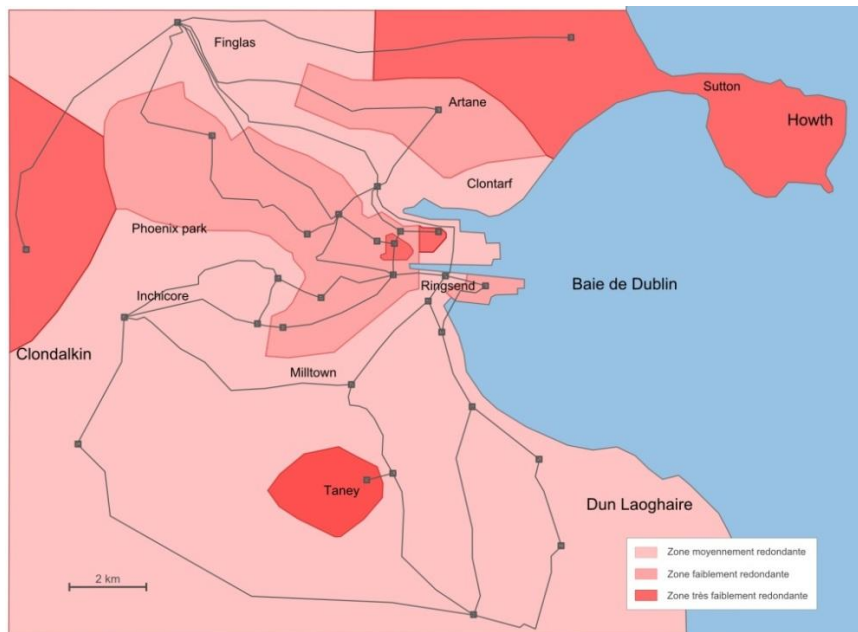 Finglas
Sutton
Artane
Howth
Clontarf
Phoenix park
Ringsend
Baie de Dublin
Inchicore
Clondalkin
Milltown
Taney
Dun Laoghaire
Zone moyennement redondante
Zone faiblement redondante
2 km
Zone très faiblement redondante